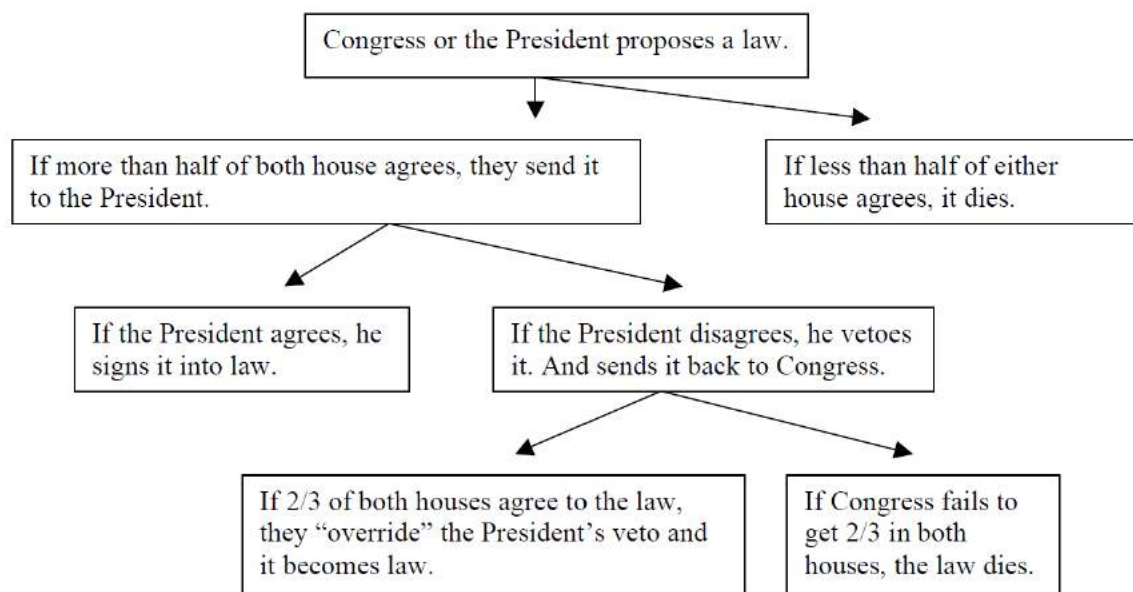 Congress or the President proposes a law.
If more than half of both house agrees, they send it
to the President.
If less than half of either
house agrees, it dies.
If the President agrees, he
signs it into law.
If the President disagrees, he vetoes
it. And sends it back to Congress.
If 2/3 of both houses agree to the law,
they “override” the President’s veto and
it becomes law.
If Congress fails to
get 2/3 in both
houses, the law dies.